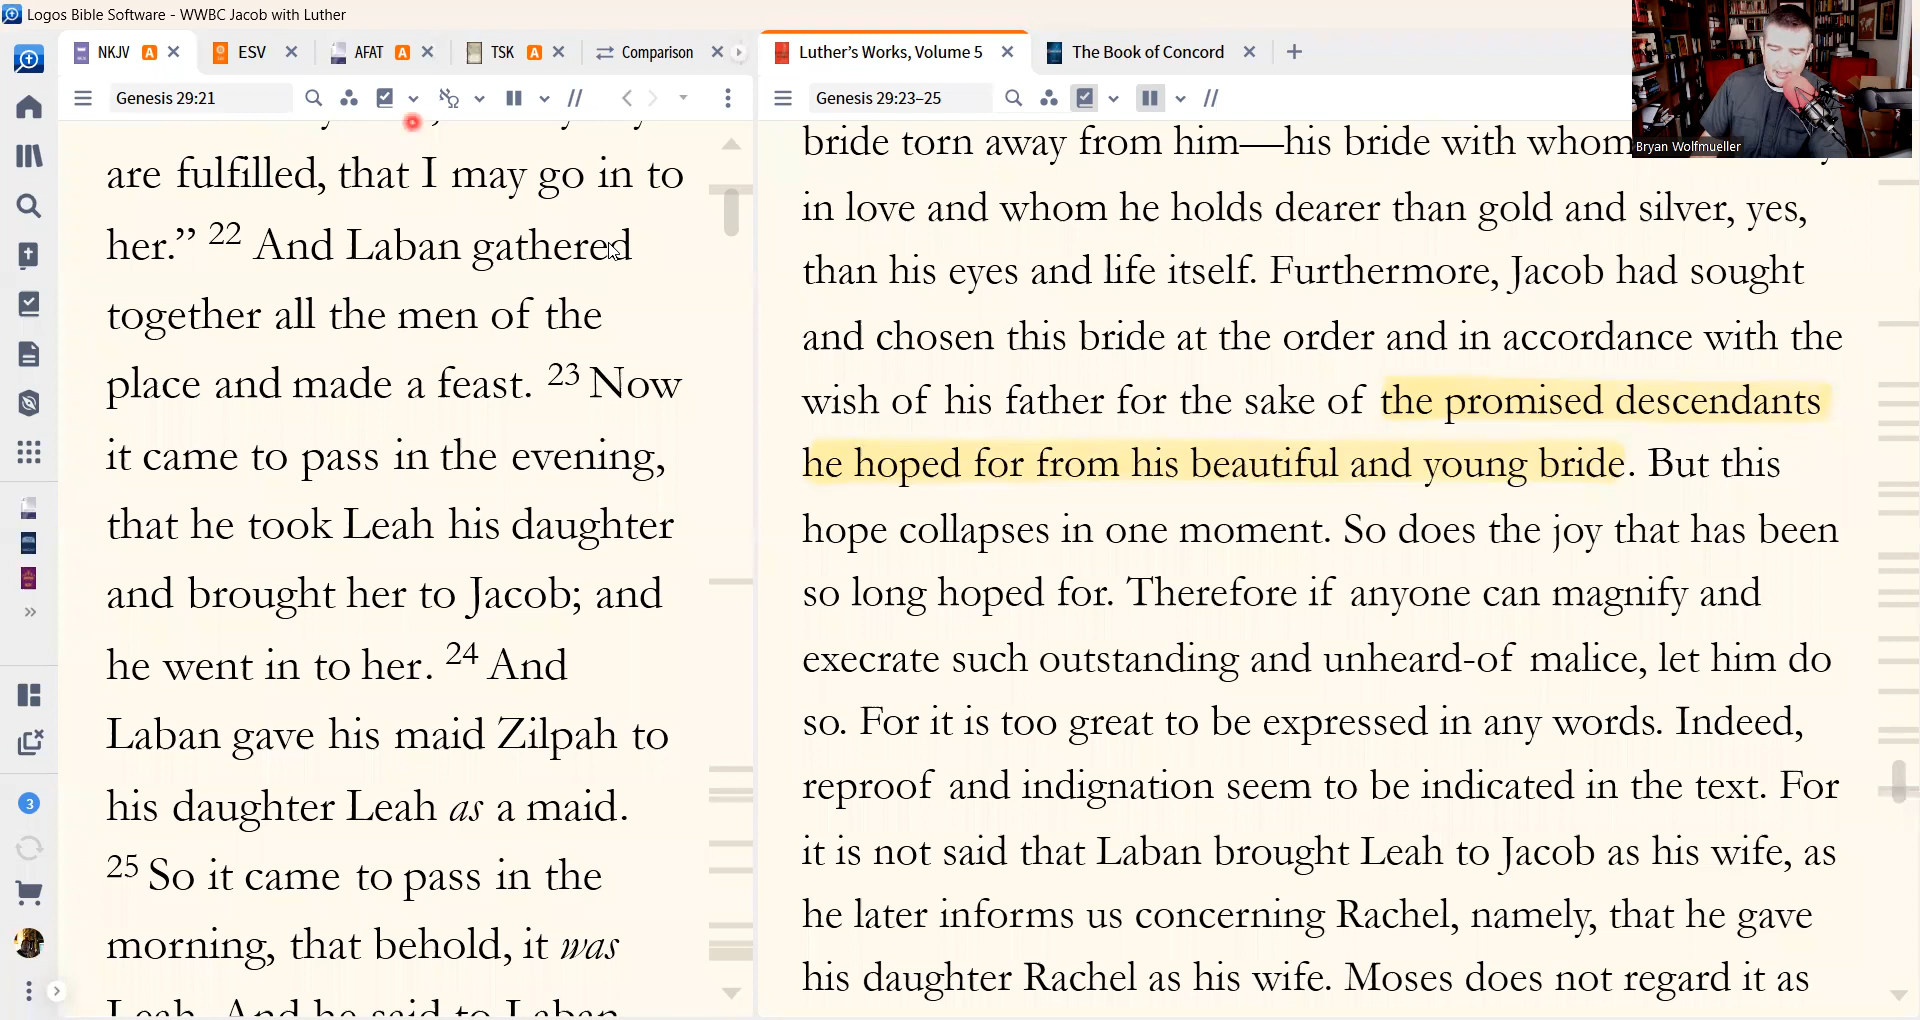 Logos Bible Software - WWBC Jacob with Luther
NKJV A
ESV
AFAT A
TSK A
Comparison
Luther's Works, Volume 5
The Book of Concord
Genesis 29:21
Genesis 29:23–25
Bryan Wolfmueller
are fulfilled, that I may go in to
her.” 22 And Laban gathered
together all the men of the
place and made a feast. 23 Now
it came to pass in the evening,
that he took Leah his daughter
and brought her to Jacob; and
he went in to her. 24 And
Laban gave his maid Zilpah to
his daughter Leah as a maid.
25 So it came to pass in the
morning, that behold, it was
Leah. And he said to Laban
bride torn away from him—his bride with whom
in love and whom he holds dearer than gold and silver, yes,
than his eyes and life itself. Furthermore, Jacob had sought
and chosen this bride at the order and in accordance with the
wish of his father for the sake of the promised descendants
he hoped for from his beautiful and young bride. But this
hope collapses in one moment. So does the joy that has been
so long hoped for. Therefore if anyone can magnify and
execrate such outstanding and unheard-of malice, let him do
so. For it is too great to be expressed in any words. Indeed,
reproof and indignation seem to be indicated in the text. For
it is not said that Laban brought Leah to Jacob as his wife, as
he later informs us concerning Rachel, namely, that he gave
his daughter Rachel as his wife. Moses does not regard it as
3